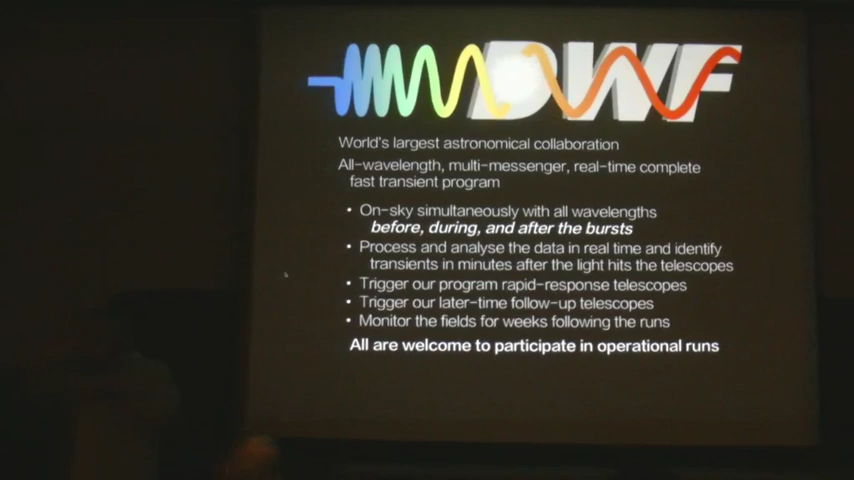 DWF
World's largest astronomical collaboration
All-wavelength, multi-messenger, real-time complete
fast transient program
• On-sky simultaneously with all wavelengths
before, during, and after the bursts
• Process and analyse the data in real time and identify
transients in minutes after the light hits the telescopes
• Trigger our program rapid-response telescopes
• Trigger our later-time follow-up telescopes
• Monitor the fields for weeks following the runs
All are welcome to participate in operational runs